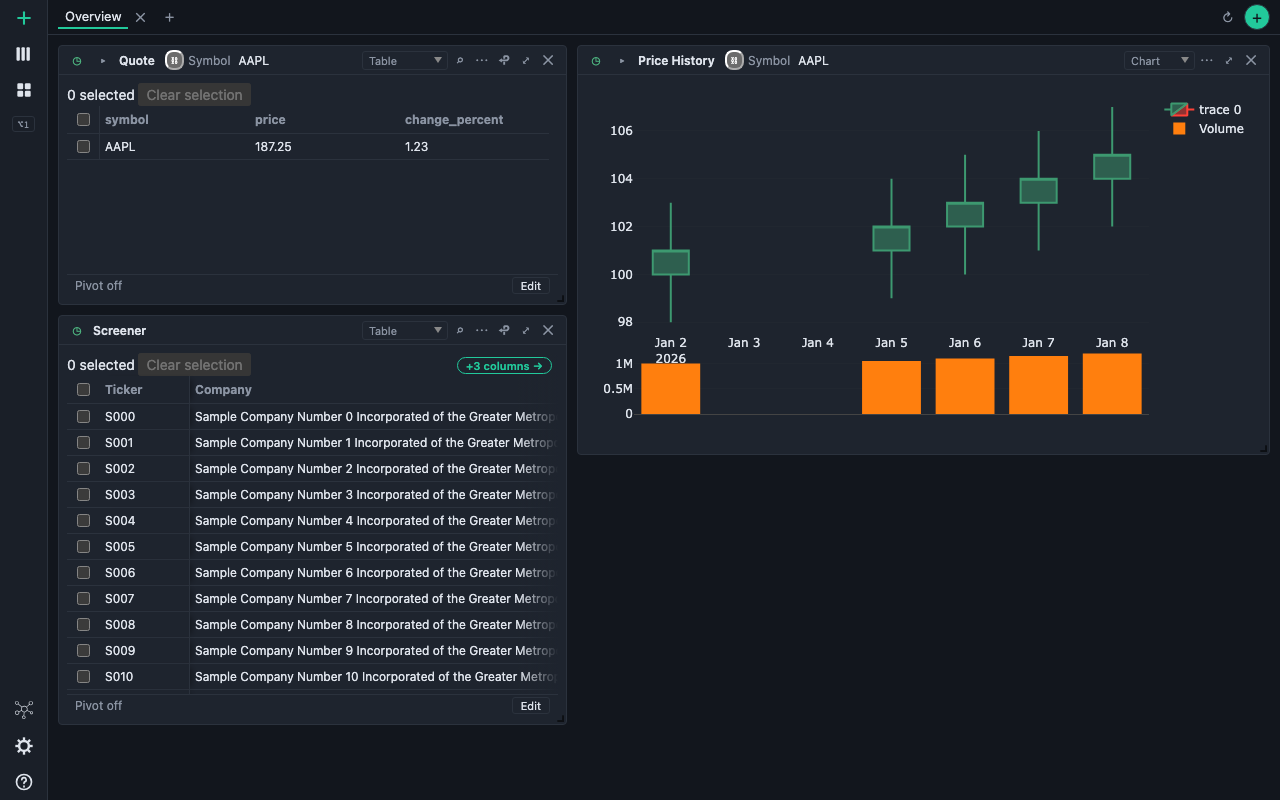 Overview
⌥1
Quote Symbol AAPL Table
0 selected Clear selection
symbol price change_percent
AAPL 187.25 1.23
Pivot off Edit
Screener Table
0 selected Clear selection +3 columns →
Ticker Company
S000 Sample Company Number 0 Incorporated of the Greater Metrop
S001 Sample Company Number 1 Incorporated of the Greater Metrop
S002 Sample Company Number 2 Incorporated of the Greater Metrop
S003 Sample Company Number 3 Incorporated of the Greater Metrop
S004 Sample Company Number 4 Incorporated of the Greater Metrop
S005 Sample Company Number 5 Incorporated of the Greater Metrop
S006 Sample Company Number 6 Incorporated of the Greater Metrop
S007 Sample Company Number 7 Incorporated of the Greater Metrop
S008 Sample Company Number 8 Incorporated of the Greater Metrop
S009 Sample Company Number 9 Incorporated of the Greater Metrop
S010 Sample Company Number 10 Incorporated of the Greater Metro
Pivot off Edit
Price History Symbol AAPL Chart
trace 0
Volume
106
104
102
100
98
Jan 2 Jan 3 Jan 4 Jan 5 Jan 6 Jan 7 Jan 8
2026
1M
0.5M
0